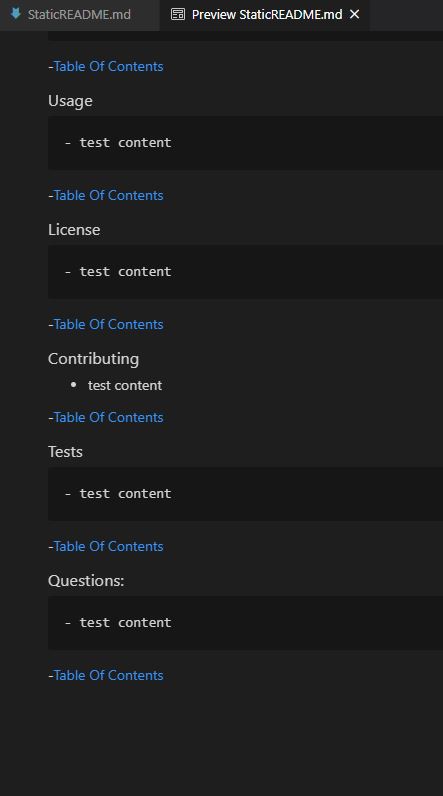 StaticREADME.md
Preview StaticREADME.md
-Table Of Contents
Usage
- test content
-Table Of Contents
License
- test content
-Table Of Contents
Contributing
• test content
-Table Of Contents
Tests
- test content
-Table Of Contents
Questions:
- test content
-Table Of Contents